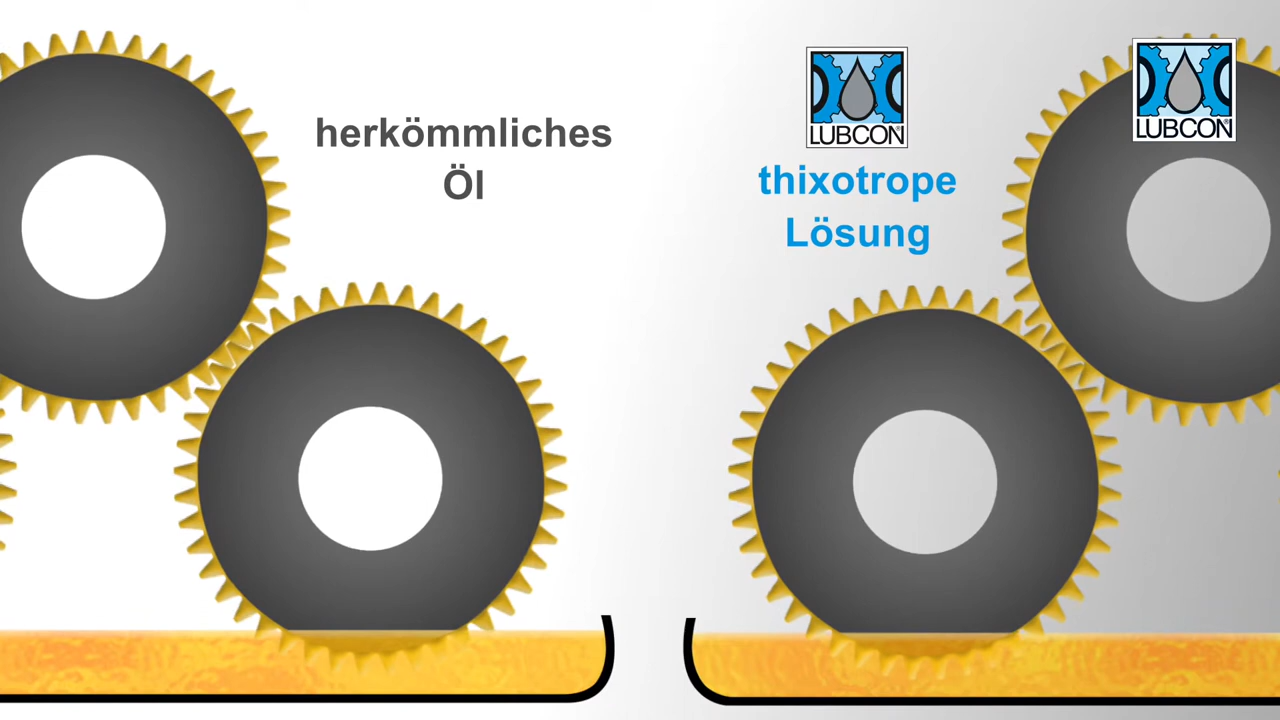 herkömmliches
Öl
LUBCON®
thixotrope
Lösung
LUBCON®